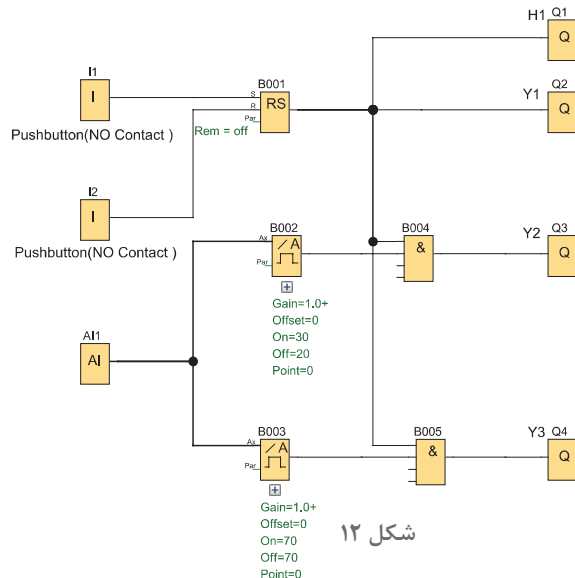 H1
Q1
Q
I1
I
Pushbutton(NO Contact )
B001
S
R
Par
RS
Rem = off
Y1
Q2
Q
I2
I
Pushbutton(NO Contact )
B002
Ax
Par
/A
+
Gain=1.0+
Offset=0
On=30
Off=20
Point=0
B004
&
Y2
Q3
Q
AI1
AI
B003
Ax
Par
/A
+
Gain=1.0+
Offset=0
On=70
Off=70
Point=0
B005
&
Y3
Q4
Q
شکل ۱۲